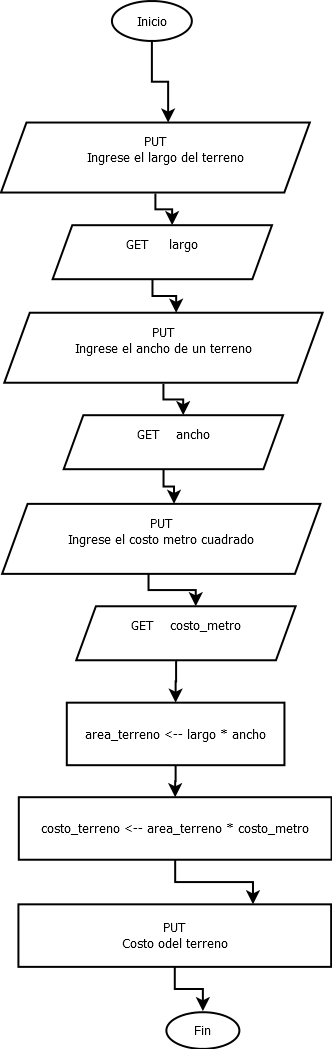 Inicio
PUT
Ingrese el largo del terreno
GET largo
PUT
Ingrese el ancho de un terreno
GET ancho
PUT
Ingrese el costo metro cuadrado
GET costo_metro
area_terreno <-- largo * ancho
costo_terreno <-- area_terreno * costo_metro
PUT
Costo odel terreno
Fin